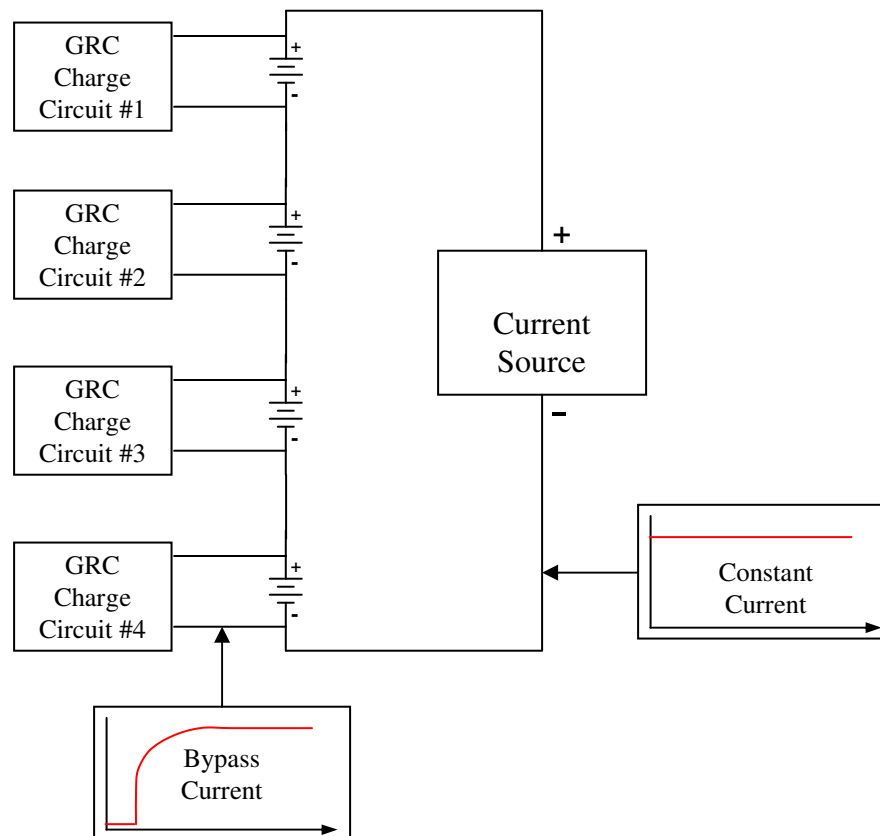 GRC
Charge
Circuit #1
+
-
GRC
Charge
Circuit #2
+
-
+
Current
Source
-
GRC
Charge
Circuit #3
+
-
GRC
Charge
Circuit #4
+
-
Constant
Current
Bypass
Current